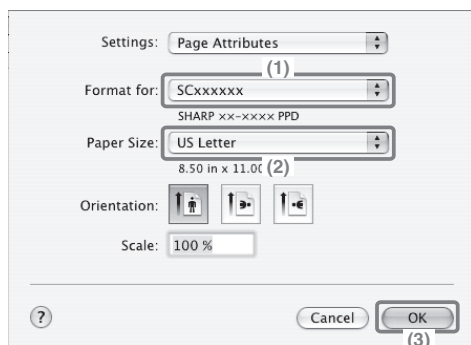 Settings: Page Attributes
(1)
Format for: SCxxxxxx
SHARP xx-xxxx PPD
Paper Size: US Letter
8.50 in x 11.00 (2)
Orientation:
Scale: 100 %
? Cancel OK
(3)